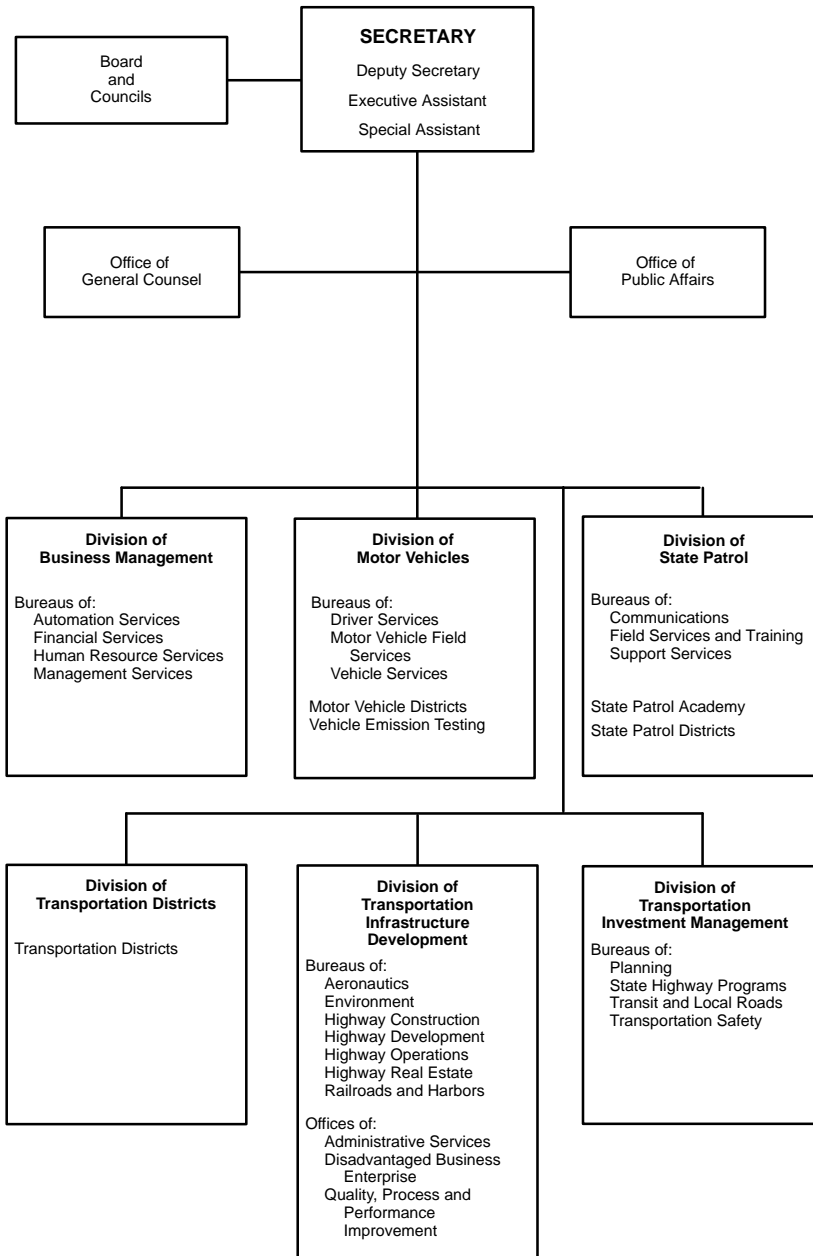 SECRETARY
Deputy Secretary
Executive Assistant
Special Assistant
Board
and
Councils
Office of
General Counsel
Office of
Public Affairs
Division of
Business Management
Bureaus of:
Automation Services
Financial Services
Human Resource Services
Management Services
Division of
Motor Vehicles
Bureaus of:
Driver Services
Motor Vehicle Field
Services
Vehicle Services
Motor Vehicle Districts
Vehicle Emission Testing
Division of
State Patrol
Bureaus of:
Communications
Field Services and Training
Support Services
State Patrol Academy
State Patrol Districts
Division of
Transportation Districts
Transportation Districts
Division of
Transportation
Infrastructure
Development
Bureaus of:
Aeronautics
Environment
Highway Construction
Highway Development
Highway Operations
Highway Real Estate
Railroads and Harbors
Offices of:
Administrative Services
Disadvantaged Business
Enterprise
Quality, Process and
Performance
Improvement
Division of
Transportation
Investment Management
Bureaus of:
Planning
State Highway Programs
Transit and Local Roads
Transportation Safety